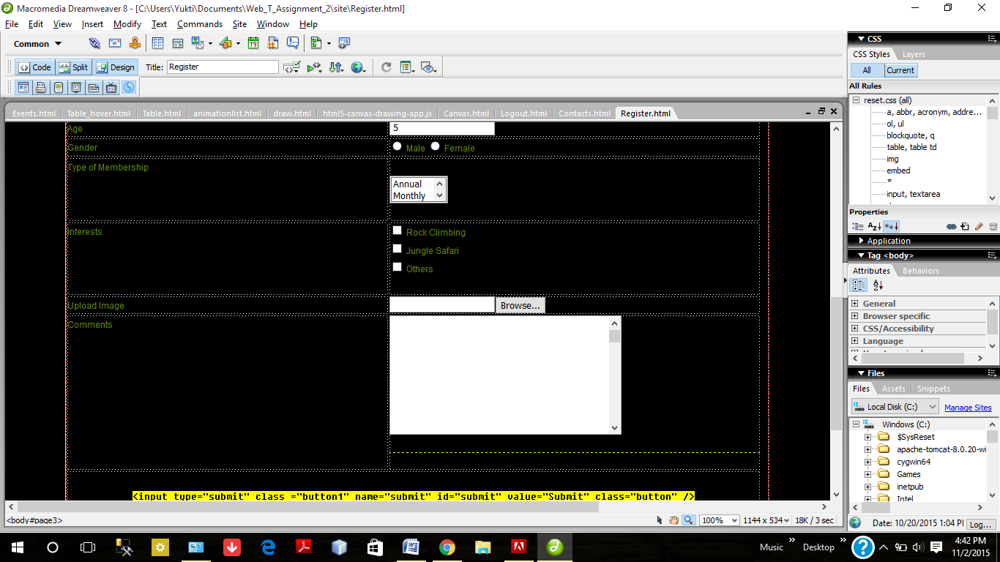 Macromedia Dreamweaver 8 - [C:\Users\Yukti\Documents\Web_T_Assignment_2\site\Register.html]
File Edit View Insert Modify Text Commands Site Window Help
Common
Code Split Design Title: Register
Events.html Table_hover.html Table.html animationlist.html draw.html html5-canvas-drawing-app.js Canvas.html Logout.html Contacts.html Register.html
Age 5
Gender Male Female
Type of Membership
Annual
Monthly
Interests Rock Climbing
Jungle Safari
Others
Upload Image Browse...
Comments
<input type="submit" class ="button1" name="submit" id="submit" value="Submit" class="button" />
<body#page3> 100% 1144 x 534 18K / 3 sec
CSS
CSS Styles Layers
All Current
All Rules
reset.css (all)
a, abbr, acronym, addre...
ol, ul
blockquote, q
table, table td
img
embed
*
input, textarea
Properties
Application
Tag <body>
Attributes Behaviors
General
Browser specific
CSS/Accessibility
Language
Files
Files Assets Snippets
Local Disk (C:) Manage Sites
Windows (C:)
$SysReset
apache-tomcat-8.0.20-wi
cygwin64
Games
inetpub
Intel
Date: 10/20/2015 1:04 PI Log...
Music » Desktop » 4:42 PM
11/2/2015